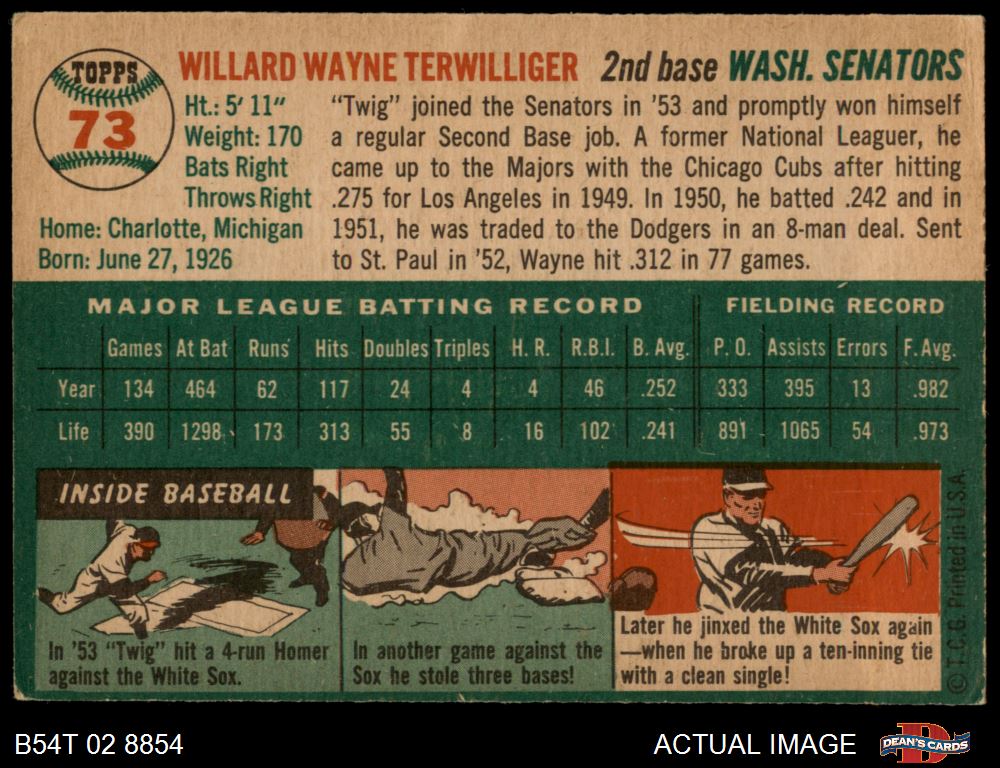 TOPPS
73
WILLARD WAYNE TERWILLIGER 2nd base WASH. SENATORS
Ht.: 5' 11"
Weight: 170
Bats Right
Throws Right
Home: Charlotte, Michigan
Born: June 27, 1926
"Twig" joined the Senators in '53 and promptly won himself
a regular Second Base job. A former National Leaguer, he
came up to the Majors with the Chicago Cubs after hitting
.275 for Los Angeles in 1949. In 1950, he batted .242 and in
1951, he was traded to the Dodgers in an 8-man deal. Sent
to St. Paul in '52, Wayne hit .312 in 77 games.
MAJOR LEAGUE BATTING RECORD FIELDING RECORD
Games At Bat Runs Hits Doubles Triples H. R. R.B.I. B. Avg. P. O. Assists Errors F. Avg.
Year 134 464 62 117 24 4 4 46 .252 333 395 13 .982
Life 390 1298 173 313 55 8 16 102 .241 891 1065 54 .973
INSIDE BASEBALL
In '53 "Twig" hit a 4-run Homer
against the White Sox.
In another game against the
Sox he stole three bases!
Later he jinxed the White Sox again
—when he broke up a ten-inning tie
with a clean single!
© T. C. G. Printed in U.S.A.
B54T 02 8854
ACTUAL IMAGE
DEAN'S CARDS